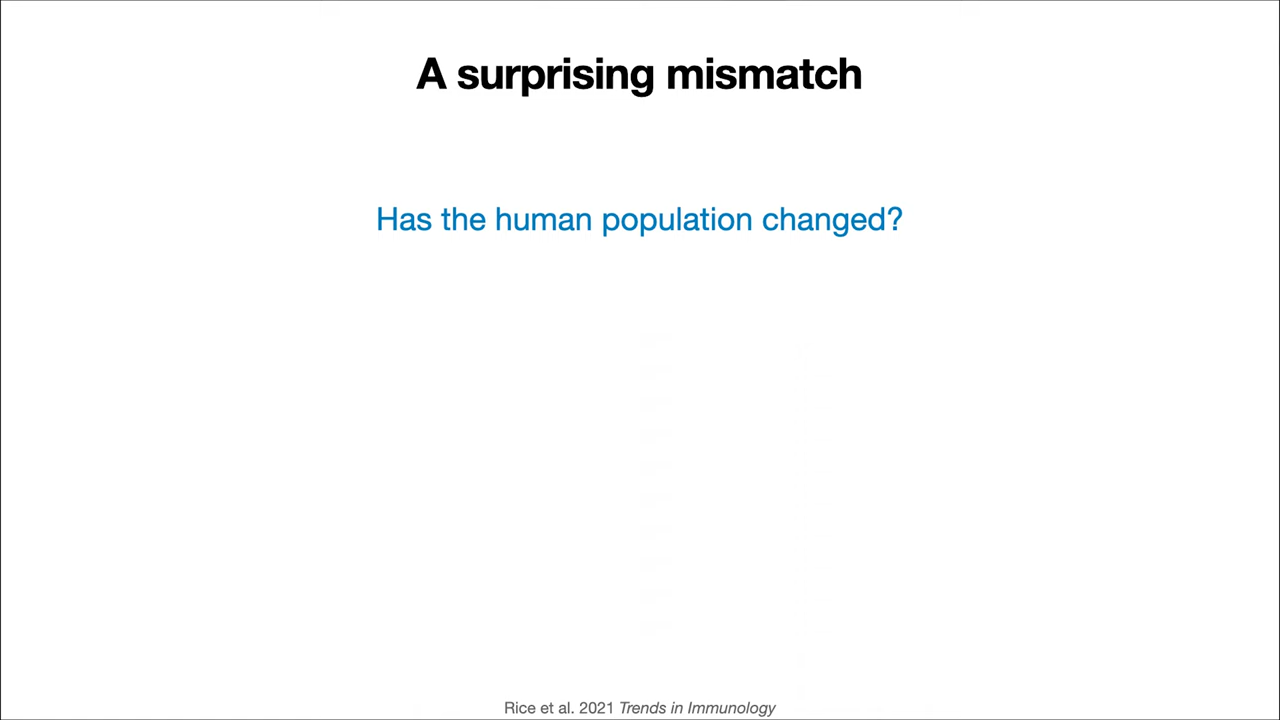 A surprising mismatch
Has the human population changed?
Rice et al. 2021 Trends in Immunology